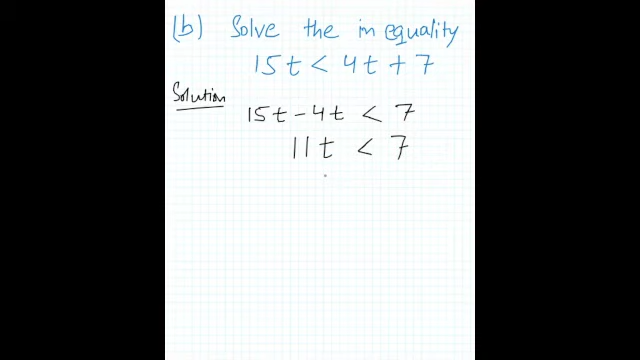 (b) Solve the inequality
15t < 4t + 7
Solution
15t - 4t < 7
11t < 7